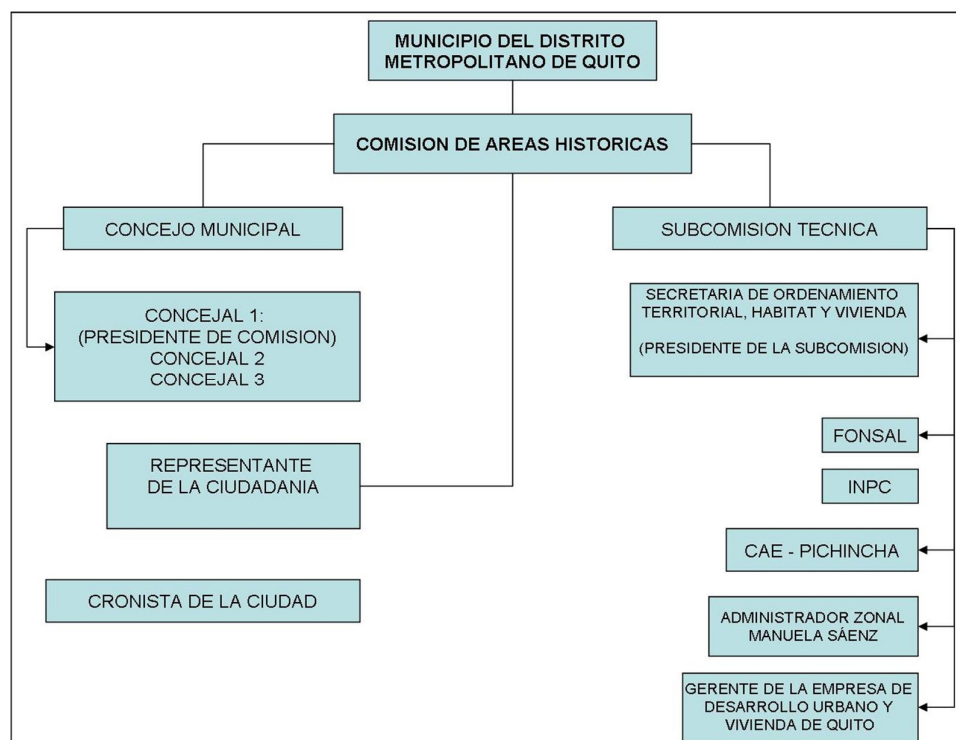 MUNICIPIO DEL DISTRITO
METROPOLITANO DE QUITO
COMISION DE AREAS HISTORICAS
CONCEJO MUNICIPAL
CONCEJAL 1:
(PRESIDENTE DE COMISION)
CONCEJAL 2
CONCEJAL 3
REPRESENTANTE
DE LA CIUDADANIA
CRONISTA DE LA CIUDAD
SUBCOMISION TECNICA
SECRETARIA DE ORDENAMIENTO
TERRITORIAL, HABITAT Y VIVIENDA
(PRESIDENTE DE LA SUBCOMISION)
FONSAL
INPC
CAE - PICHINCHA
ADMINISTRADOR ZONAL
MANUELA SÁENZ
GERENTE DE LA EMPRESA DE
DESARROLLO URBANO Y
VIVIENDA DE QUITO